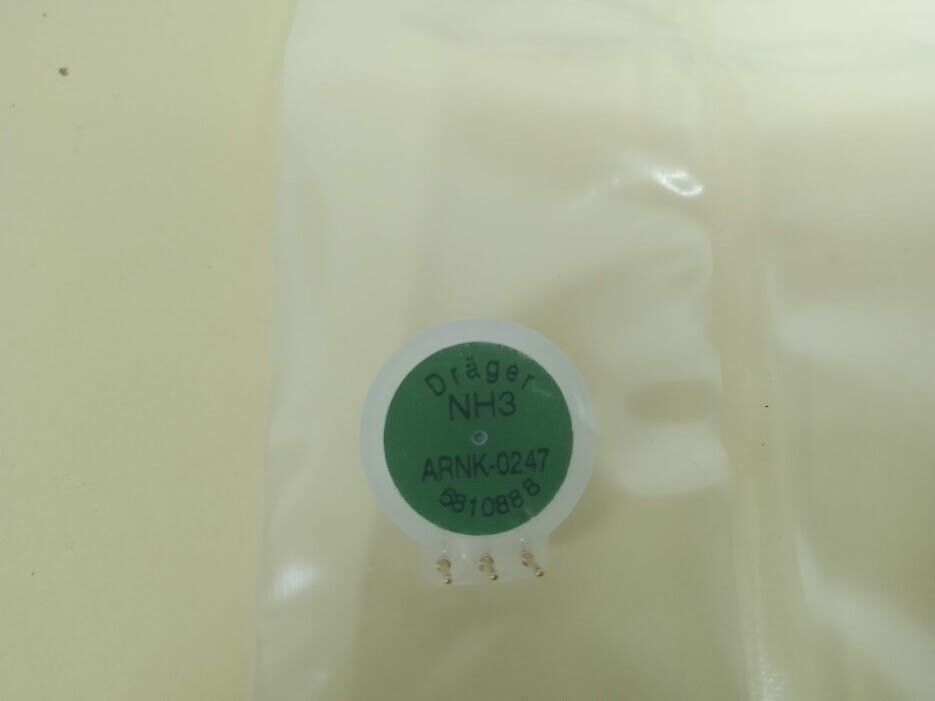 Dräger
NH3
ARNK-0247
6810888